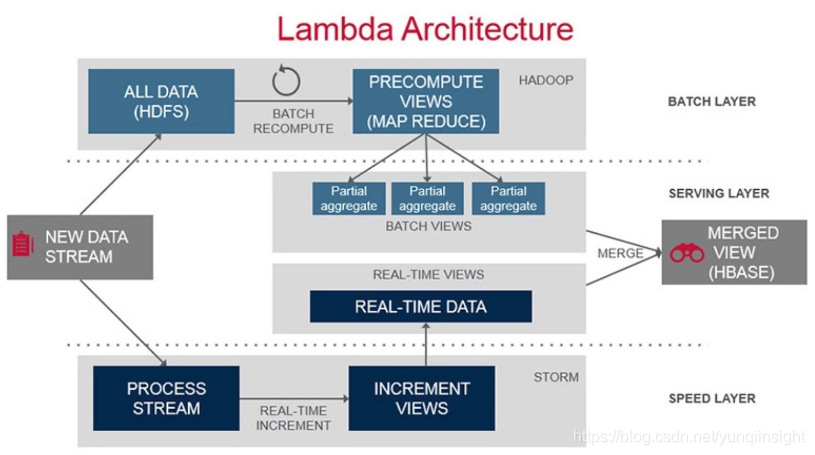 Lambda Architecture
HADOOP
ALL DATA
(HDFS)
BATCH
RECOMPUTE
PRECOMPUTE
VIEWS
(MAP REDUCE)
BATCH LAYER
Partial
aggregate
Partial
aggregate
Partial
aggregate
BATCH VIEWS
SERVING LAYER
NEW DATA
STREAM
MERGE
MERGED
VIEW
(HBASE)
REAL-TIME VIEWS
REAL-TIME DATA
PROCESS
STREAM
REAL-TIME
INCREMENT
INCREMENT
VIEWS
STORM
SPEED LAYER
https://blog.csdn.net/yunqiinsight